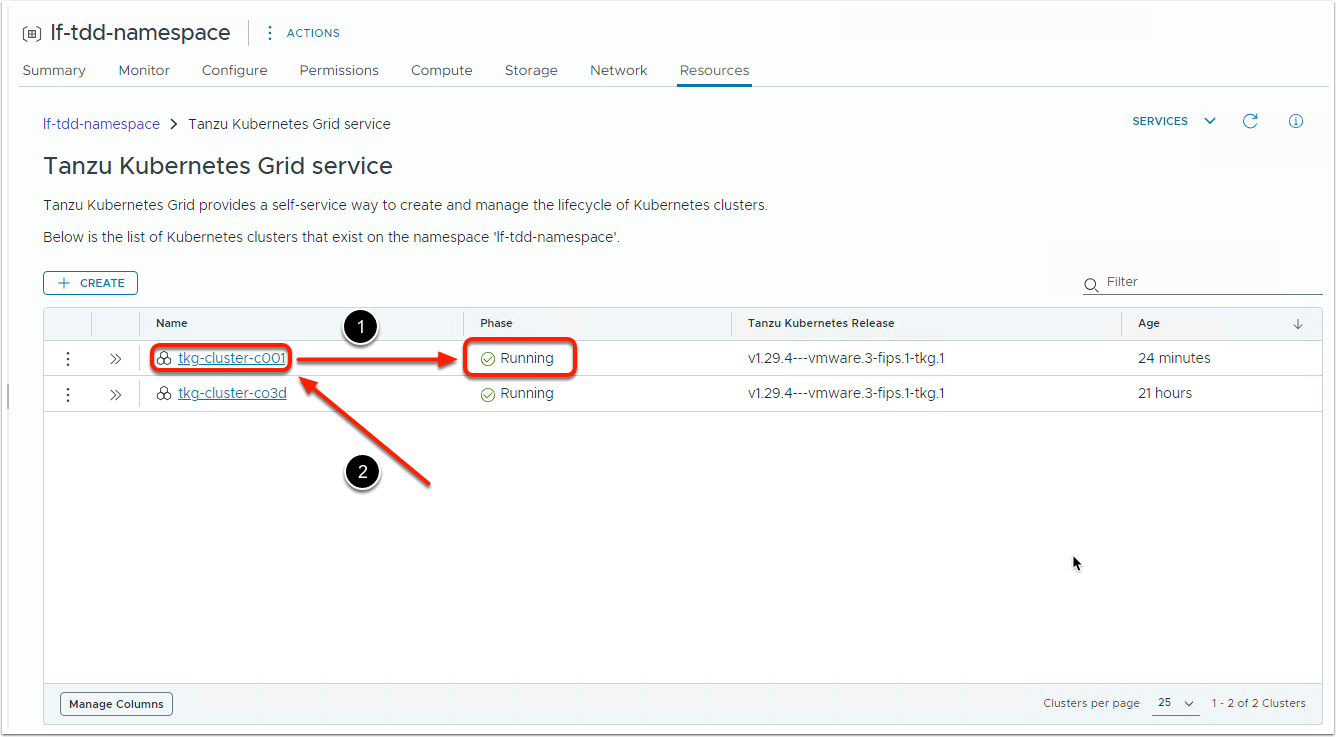 lf-tdd-namespace ACTIONS
Summary Monitor Configure Permissions Compute Storage Network Resources
lf-tdd-namespace > Tanzu Kubernetes Grid service SERVICES
Tanzu Kubernetes Grid service
Tanzu Kubernetes Grid provides a self-service way to create and manage the lifecycle of Kubernetes clusters.
Below is the list of Kubernetes clusters that exist on the namespace 'lf-tdd-namespace'.
+ CREATE Filter
Name 1 Phase Tanzu Kubernetes Release Age
tkg-cluster-c001 Running v1.29.4---vmware.3-fips.1-tkg.1 24 minutes
tkg-cluster-co3d Running v1.29.4---vmware.3-fips.1-tkg.1 21 hours
2
Manage Columns Clusters per page 25 1 - 2 of 2 Clusters